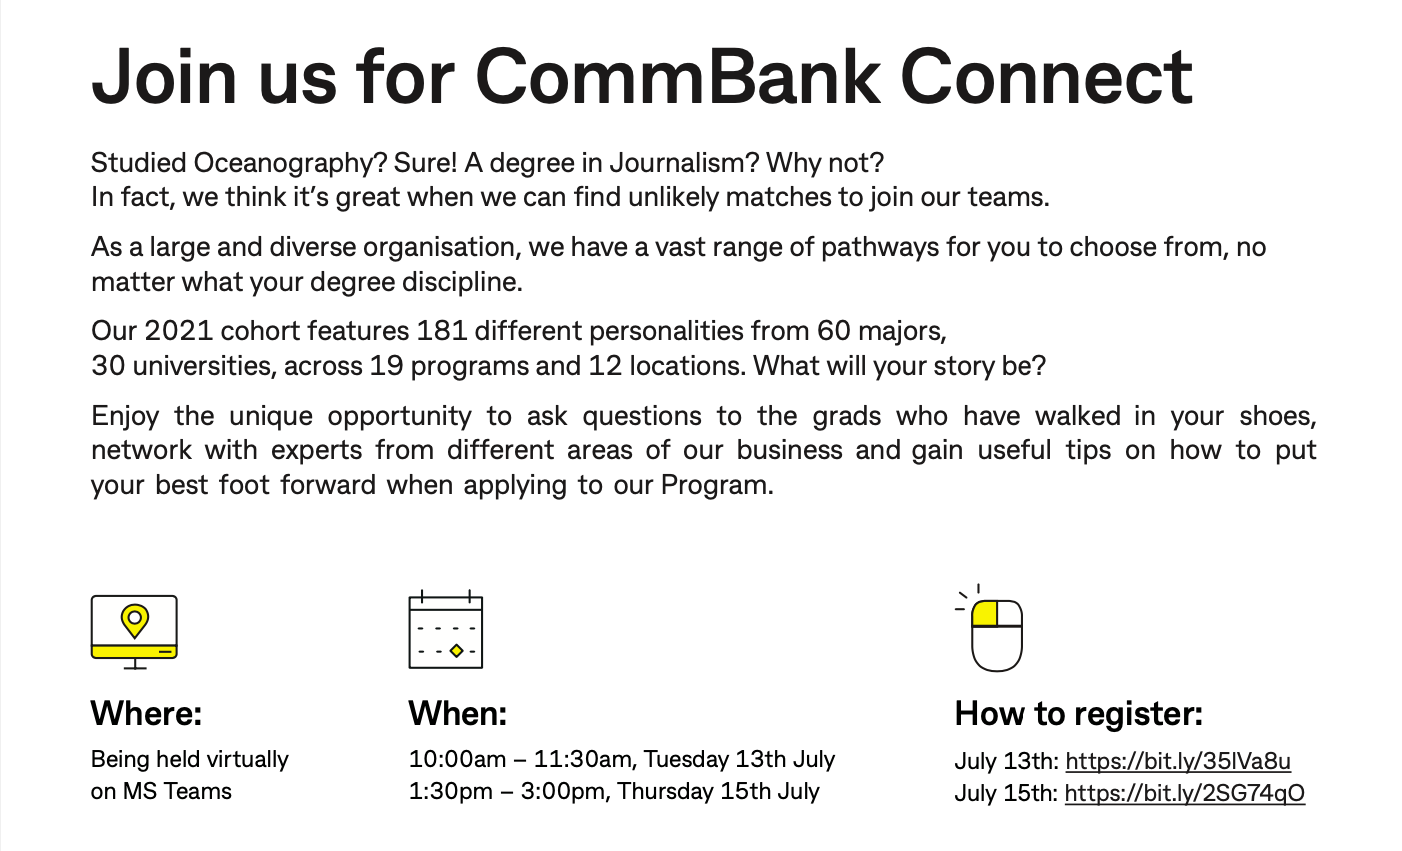 Join us for CommBank Connect
Studied Oceanography? Sure! A degree in Journalism? Why not?
In fact, we think it’s great when we can find unlikely matches to join our teams.
As a large and diverse organisation, we have a vast range of pathways for you to choose from, no
matter what your degree discipline.
Our 2021 cohort features 181 different personalities from 60 majors,
30 universities, across 19 programs and 12 locations. What will your story be?
Enjoy the unique opportunity to ask questions to the grads who have walked in your shoes,
network with experts from different areas of our business and gain useful tips on how to put
your best foot forward when applying to our Program.
Where:
Being held virtually
on MS Teams
When:
10:00am – 11:30am, Tuesday 13th July
1:30pm – 3:00pm, Thursday 15th July
How to register:
July 13th: https://bit.ly/35IVa8u
July 15th: https://bit.ly/2SG74qO